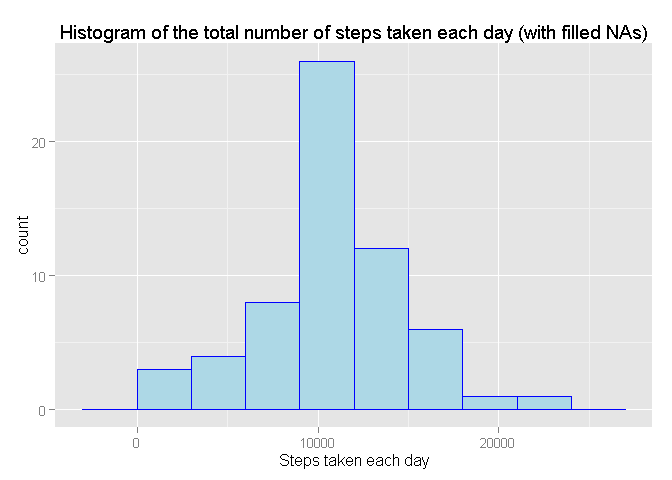 Histogram of the total number of steps taken each day (with filled NAs)
count
20
10
0
0 10000 20000
Steps taken each day